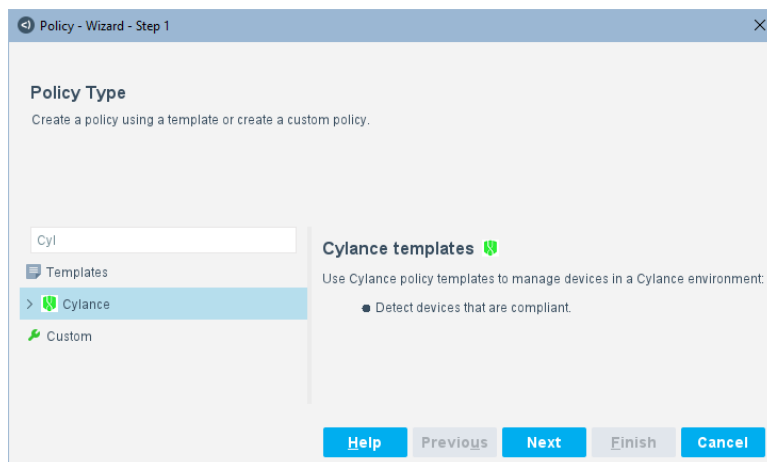 Policy - Wizard - Step 1
Policy Type
Create a policy using a template or create a custom policy.
Cyl
Templates
Cylance
Custom
Cylance templates
Use Cylance policy templates to manage devices in a Cylance environment:
Detect devices that are compliant.
Help Previous Next Finish Cancel